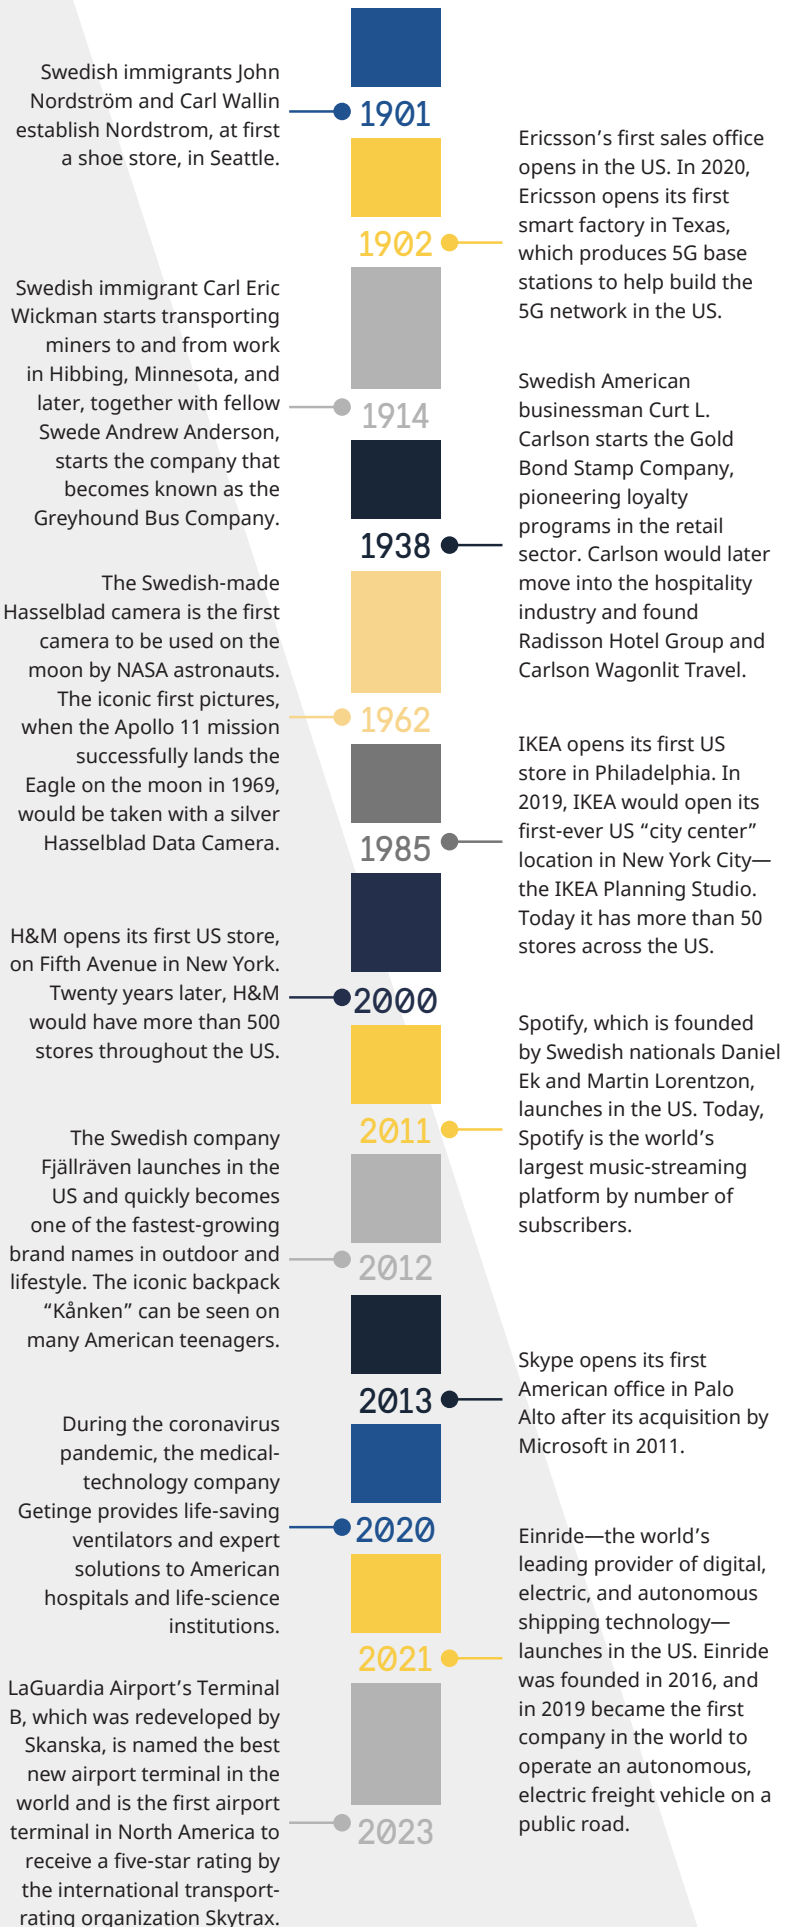 Swedish immigrants John
Nordström and Carl Wallin
establish Nordstrom, at first
a shoe store, in Seattle.
1901
Ericsson’s first sales office
opens in the US. In 2020,
Ericsson opens its first
smart factory in Texas,
which produces 5G base
stations to help build the
5G network in the US.
1902
Swedish immigrant Carl Eric
Wickman starts transporting
miners to and from work
in Hibbing, Minnesota, and
later, together with fellow
Swede Andrew Anderson,
starts the company that
becomes known as the
Greyhound Bus Company.
1914
Swedish American
businessman Curt L.
Carlson starts the Gold
Bond Stamp Company,
pioneering loyalty
programs in the retail
sector. Carlson would later
move into the hospitality
industry and found
Radisson Hotel Group and
Carlson Wagonlit Travel.
1938
The Swedish-made
Hasselblad camera is the first
camera to be used on the
moon by NASA astronauts.
The iconic first pictures,
when the Apollo 11 mission
successfully lands the
Eagle on the moon in 1969,
would be taken with a silver
Hasselblad Data Camera.
1962
IKEA opens its first US
store in Philadelphia. In
2019, IKEA would open its
first-ever US “city center”
location in New York City—
the IKEA Planning Studio.
Today it has more than 50
stores across the US.
1985
H&M opens its first US store,
on Fifth Avenue in New York.
Twenty years later, H&M
would have more than 500
stores throughout the US.
2000
Spotify, which is founded
by Swedish nationals Daniel
Ek and Martin Lorentzon,
launches in the US. Today,
Spotify is the world’s
largest music-streaming
platform by number of
subscribers.
2011
The Swedish company
Fjällräven launches in the
US and quickly becomes
one of the fastest-growing
brand names in outdoor and
lifestyle. The iconic backpack
“Kånken” can be seen on
many American teenagers.
2012
Skype opens its first
American office in Palo
Alto after its acquisition by
Microsoft in 2011.
2013
During the coronavirus
pandemic, the medical-
technology company
Getinge provides life-saving
ventilators and expert
solutions to American
hospitals and life-science
institutions.
2020
Einride—the world’s
leading provider of digital,
electric, and autonomous
shipping technology—
launches in the US. Einride
was founded in 2016, and
in 2019 became the first
company in the world to
operate an autonomous,
electric freight vehicle on a
public road.
2021
LaGuardia Airport’s Terminal
B, which was redeveloped by
Skanska, is named the best
new airport terminal in the
world and is the first airport
terminal in North America to
receive a five-star rating by
the international transport-
rating organization Skytrax.
2023